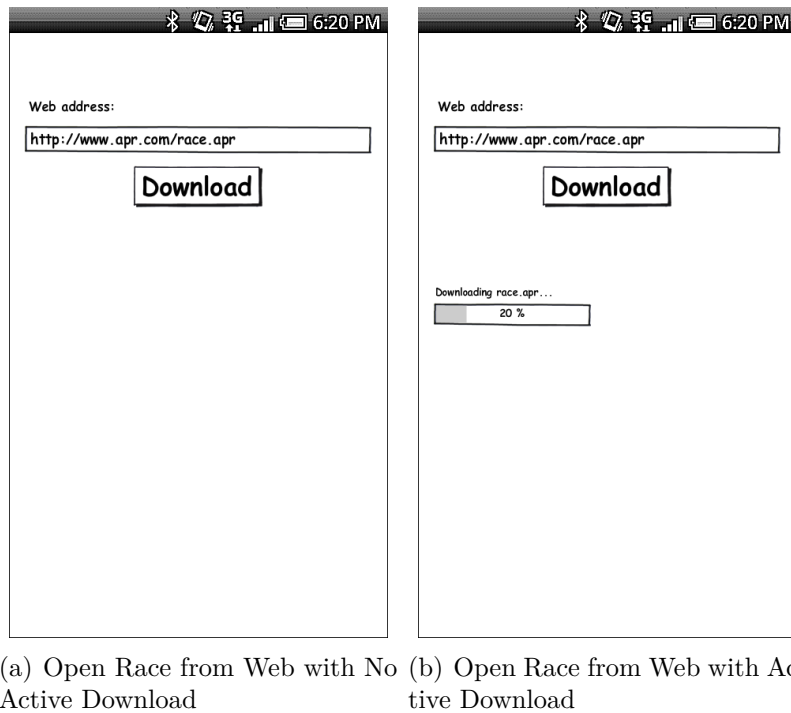 3G 6:20 PM
Web address:
http://www.apr.com/race.apr
Download
3G 6:20 PM
Web address:
http://www.apr.com/race.apr
Download
Downloading race.apr...
20 %
(a) Open Race from Web with No
Active Download
(b) Open Race from Web with Ac
tive Download